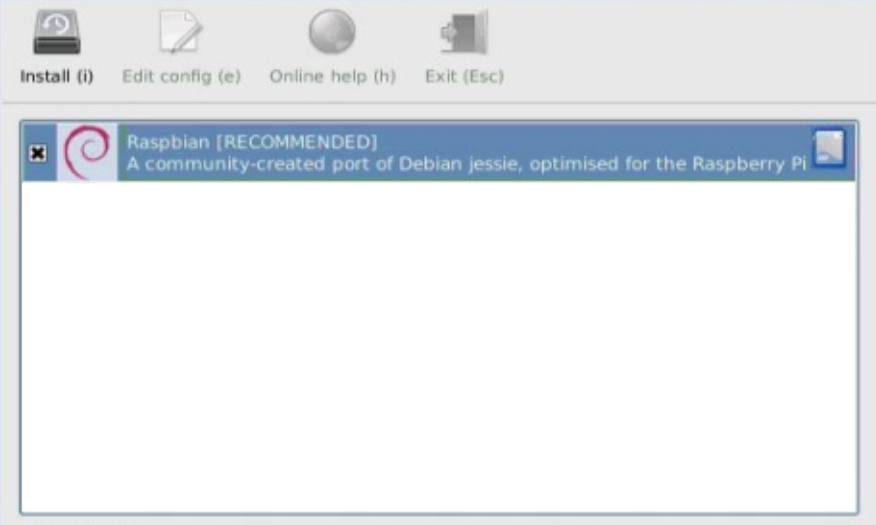 Install (i)
Edit config (e)
Online help (h)
Exit (Esc)
Raspbian [RECOMMENDED]
A community-created port of Debian jessie, optimised for the Raspberry Pi